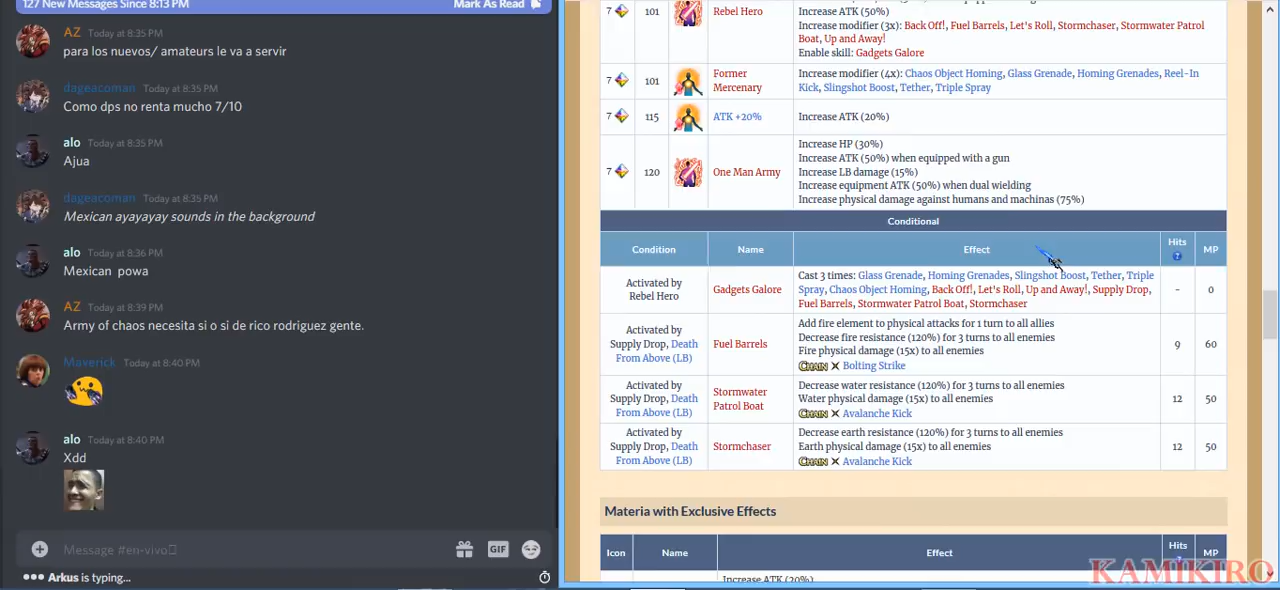 127 New Messages Since 8:13 PM
Mark As Read
AZ Today at 8:35 PM
para los nuevos/ amateurs le va a servir
dageacoman Today at 8:35 PM
Como dps no renta mucho 7/10
alo Today at 8:35 PM
Ajua
dageacoman Today at 8:35 PM
Mexican ayayayay sounds in the background
alo Today at 8:36 PM
Mexican powa
AZ Today at 8:39 PM
Army of chaos necesita si o si de rico rodriguez gente.
Maverick Today at 8:40 PM
alo Today at 8:40 PM
Xdd
Message #en-vivo
GIF
Arkus is typing...
7 101 Rebel Hero
Increase ATK (50%)
Increase modifier (3x): Back Off!, Fuel Barrels, Let's Roll, Stormchaser, Stormwater Patrol
Boat, Up and Away!
Enable skill: Gadgets Galore
7 101 Former
Mercenary
Increase modifier (4x): Chaos Object Homing, Glass Grenade, Homing Grenades, Reel-In
Kick, Slingshot Boost, Tether, Triple Spray
7 115 ATK +20% Increase ATK (20%)
7 120 One Man Army
Increase HP (30%)
Increase ATK (50%) when equipped with a gun
Increase LB damage (15%)
Increase equipment ATK (50%) when dual wielding
Increase physical damage against humans and machinas (75%)
Conditional
Condition Name Effect Hits ? MP
Activated by
Rebel Hero
Gadgets Galore
Cast 3 times: Glass Grenade, Homing Grenades, Slingshot Boost, Tether, Triple
Spray, Chaos Object Homing, Back Off!, Let's Roll, Up and Away!, Supply Drop,
Fuel Barrels, Stormwater Patrol Boat, Stormchaser
- 0
Activated by
Supply Drop, Death
From Above (LB)
Fuel Barrels
Add fire element to physical attacks for 1 turn to all allies
Decrease fire resistance (120%) for 3 turns to all enemies
Fire physical damage (15x) to all enemies
CHAIN Bolting Strike
9 60
Activated by
Supply Drop, Death
From Above (LB)
Stormwater
Patrol Boat
Decrease water resistance (120%) for 3 turns to all enemies
Water physical damage (15x) to all enemies
CHAIN Avalanche Kick
12 50
Activated by
Supply Drop, Death
From Above (LB)
Stormchaser
Decrease earth resistance (120%) for 3 turns to all enemies
Earth physical damage (15x) to all enemies
CHAIN Avalanche Kick
12 50
Materia with Exclusive Effects
Icon Name Effect Hits MP
Increase ATK (20%)
KAMIKIRO